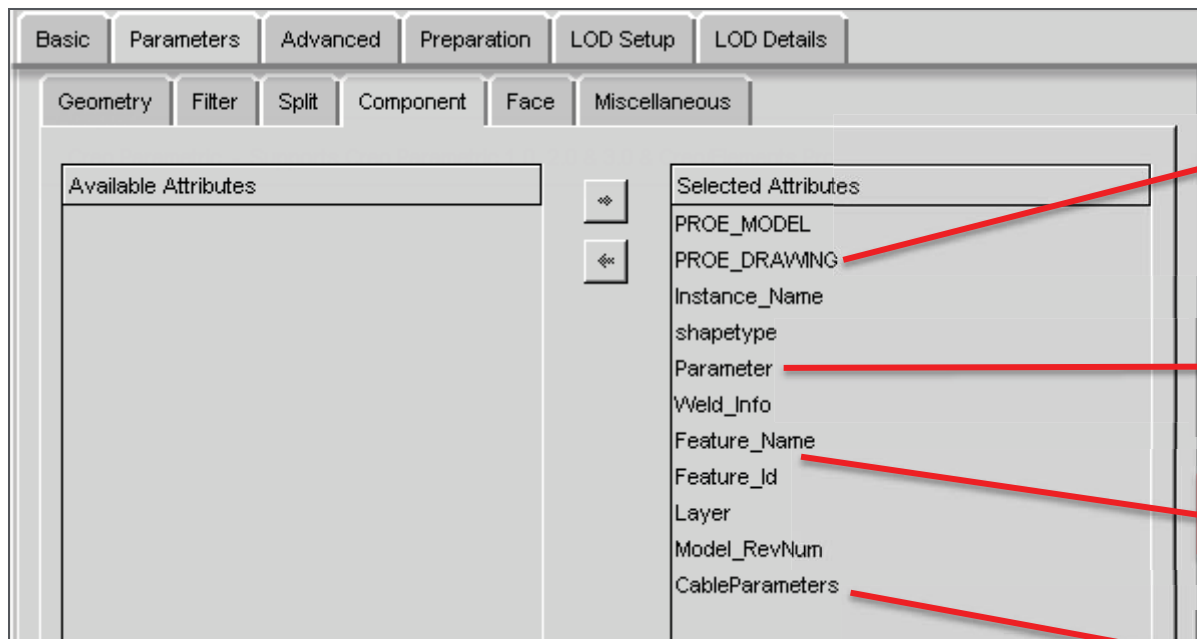 Basic Parameters Advanced Preparation LOD Setup LOD Details
Geometry Filter Split Component Face Miscellaneous
Available Attributes
Selected Attributes
PROE_MODEL
PROE_DRAWING
Instance_Name
shapetype
Parameter
Weld_Info
Feature_Name
Feature_Id
Layer
Model_RevNum
CableParameters